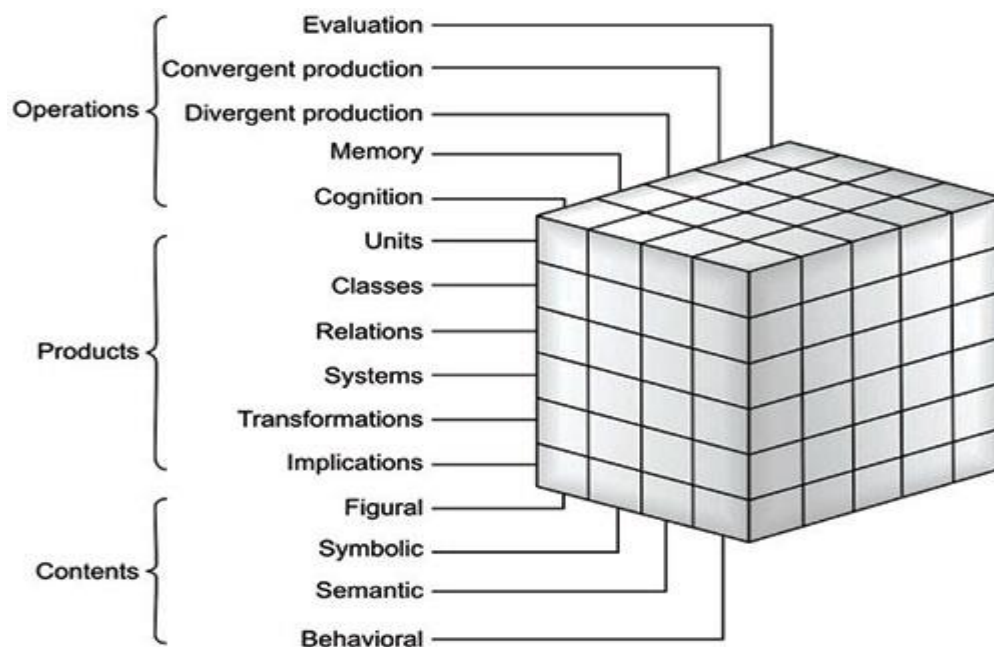 Operations
Evaluation
Convergent production
Divergent production
Memory
Cognition
Products
Units
Classes
Relations
Systems
Transformations
Implications
Contents
Figural
Symbolic
Semantic
Behavioral